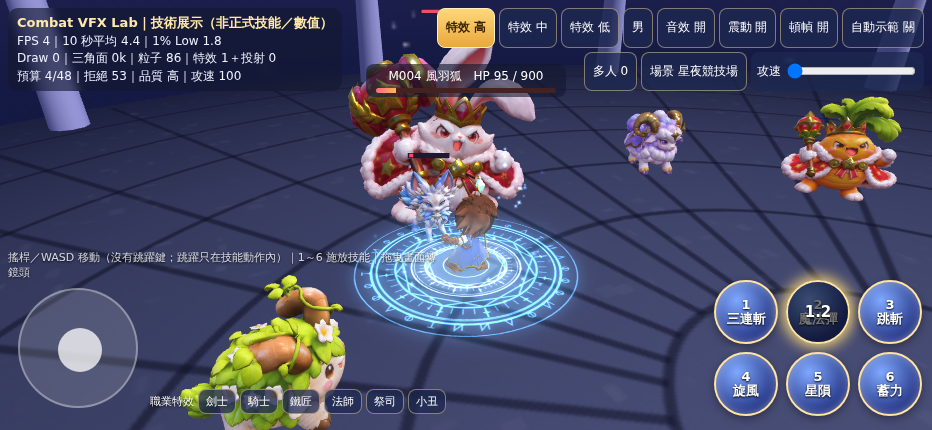 Combat VFX Lab｜技術展示（非正式技能／數值）
FPS 4｜10 秒平均 4.4｜1% Low 1.8
Draw 0｜三角面 0k｜粒子 86｜特效 1＋投射 0
預算 4/48｜拒絕 53｜品質 高｜攻速 100
特效 高
特效 中
特效 低
男
音效 開
震動 開
頓幀 開
自動示範 關
多人 0
場景 星夜競技場
攻速
M004 風羽狐 HP 95 / 900
搖桿／WASD 移動（沒有跳躍鍵；跳躍只在技能動作內）｜1～6 施放技能｜拖曳畫面轉
鏡頭
1
三連斬
2
魔法彈
1.2
3
跳斬
4
旋風
5
星隕
6
蓄力
職業特效
劍士
騎士
鐵匠
法師
祭司
小丑